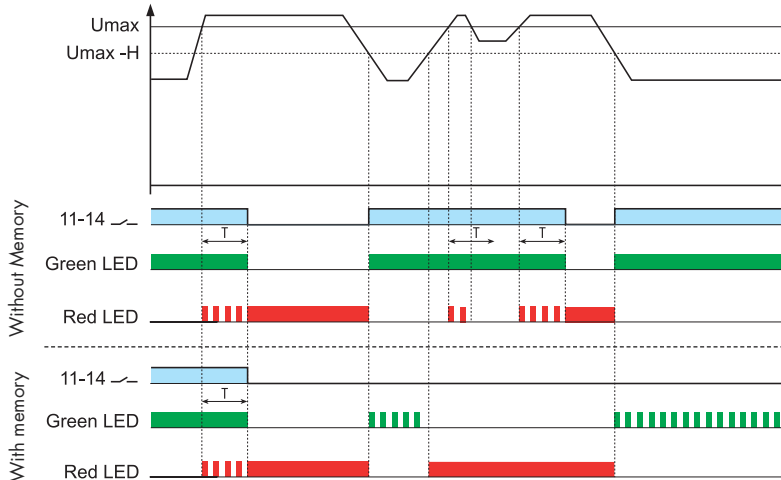 Umax
Umax -H
Without Memory
11-14
T
T
T
Green LED
Red LED
With memory
11-14
T
Green LED
Red LED